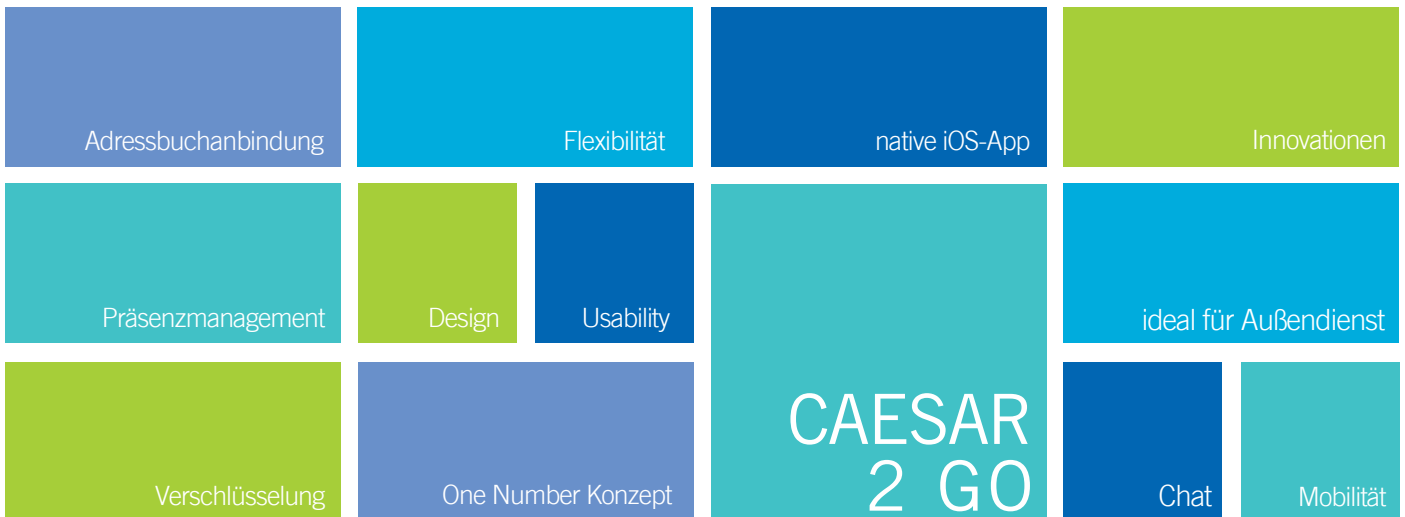 Adressbuchanbindung
Flexibilität
native iOS-App
Innovationen
Präsenzmanagement
Design
Usability
ideal für Außendienst
Verschlüsselung
One Number Konzept
CAESAR
2 GO
Chat
Mobilität